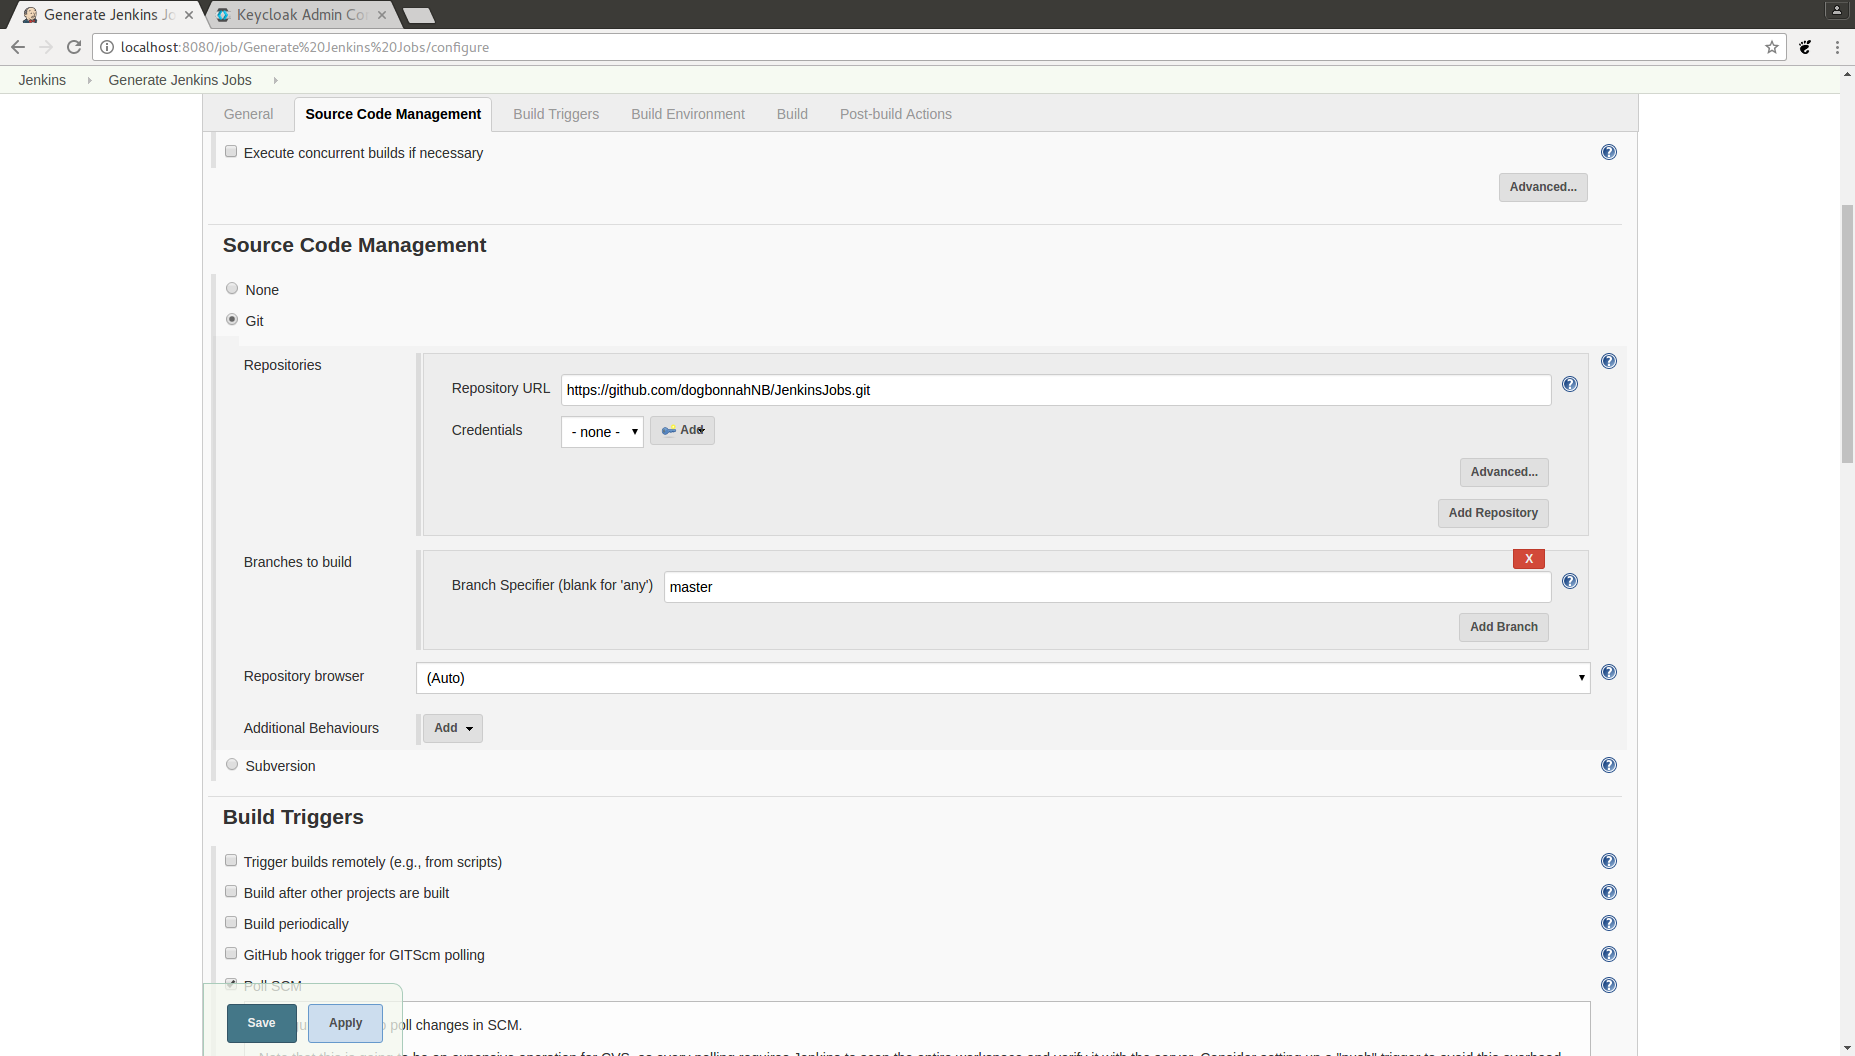 Generate Jenkins Jo
Keycloak Admin Co
localhost:8080/job/Generate%20Jenkins%20Jobs/configure
Jenkins Generate Jenkins Jobs
General Source Code Management Build Triggers Build Environment Build Post-build Actions
Execute concurrent builds if necessary
Advanced...
Source Code Management
None
Git
Repositories
Repository URL https://github.com/dogbonnahNB/JenkinsJobs.git
Credentials - none - Add
Advanced...
Add Repository
Branches to build
X
Branch Specifier (blank for 'any') master
Add Branch
Repository browser (Auto)
Additional Behaviours Add
Subversion
Build Triggers
Trigger builds remotely (e.g., from scripts)
Build after other projects are built
Build periodically
GitHub hook trigger for GITScm polling
Poll SCM
Save Apply poll changes in SCM.